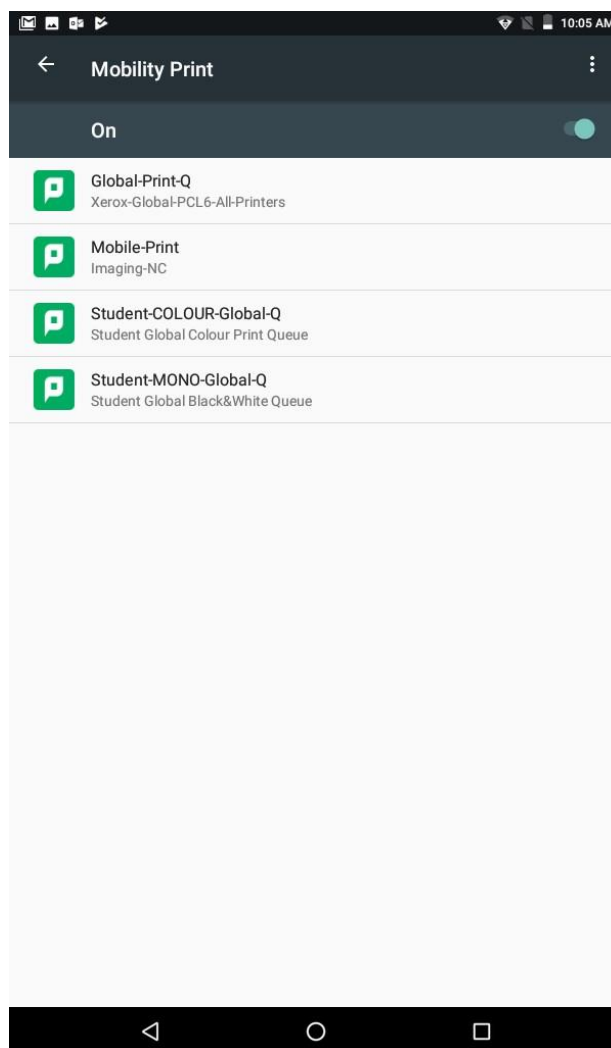 10:05 AM
Mobility Print
On
Global-Print-Q
Xerox-Global-PCL6-All-Printers
Mobile-Print
Imaging-NC
Student-COLOUR-Global-Q
Student Global Colour Print Queue
Student-MONO-Global-Q
Student Global Black&White Queue